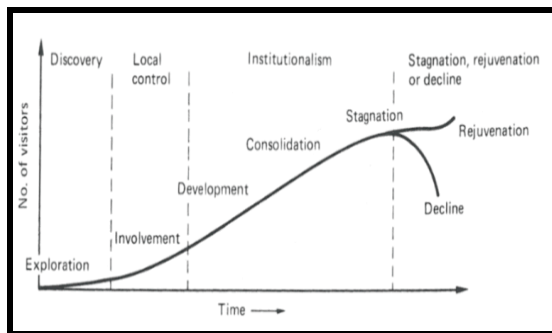 Discovery
Local
control
Institutionalism
Stagnation, rejuvenation
or decline
No. of visitors
Stagnation
Rejuvenation
Consolidation
Development
Decline
Involvement
Exploration
Time